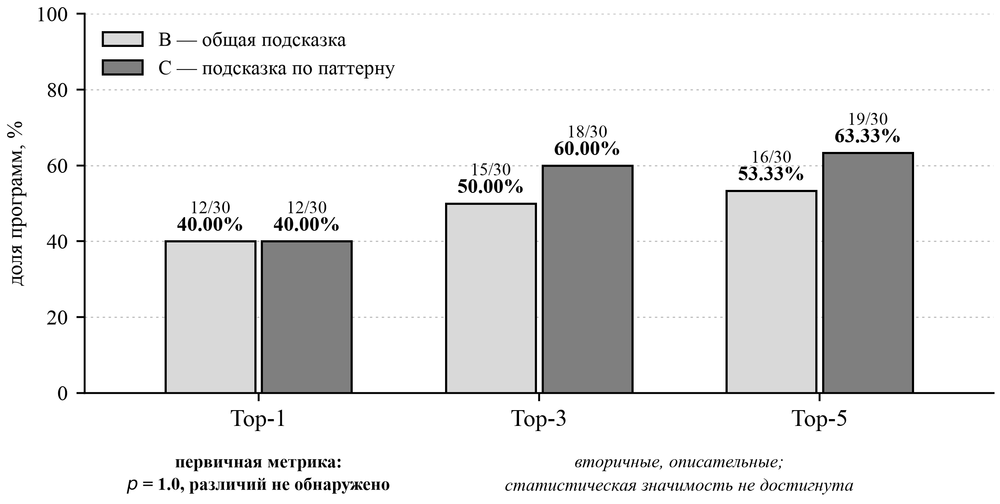 100
80
60
40
20
0
доля программ, %
B — общая подсказка
C — подсказка по паттерну
12/30
40.00%
12/30
40.00%
15/30
50.00%
18/30
60.00%
16/30
53.33%
19/30
63.33%
Top-1
Top-3
Top-5
первичная метрика:
p = 1.0, различий не обнаружено
вторичные, описательные;
статистическая значимость не достигнута